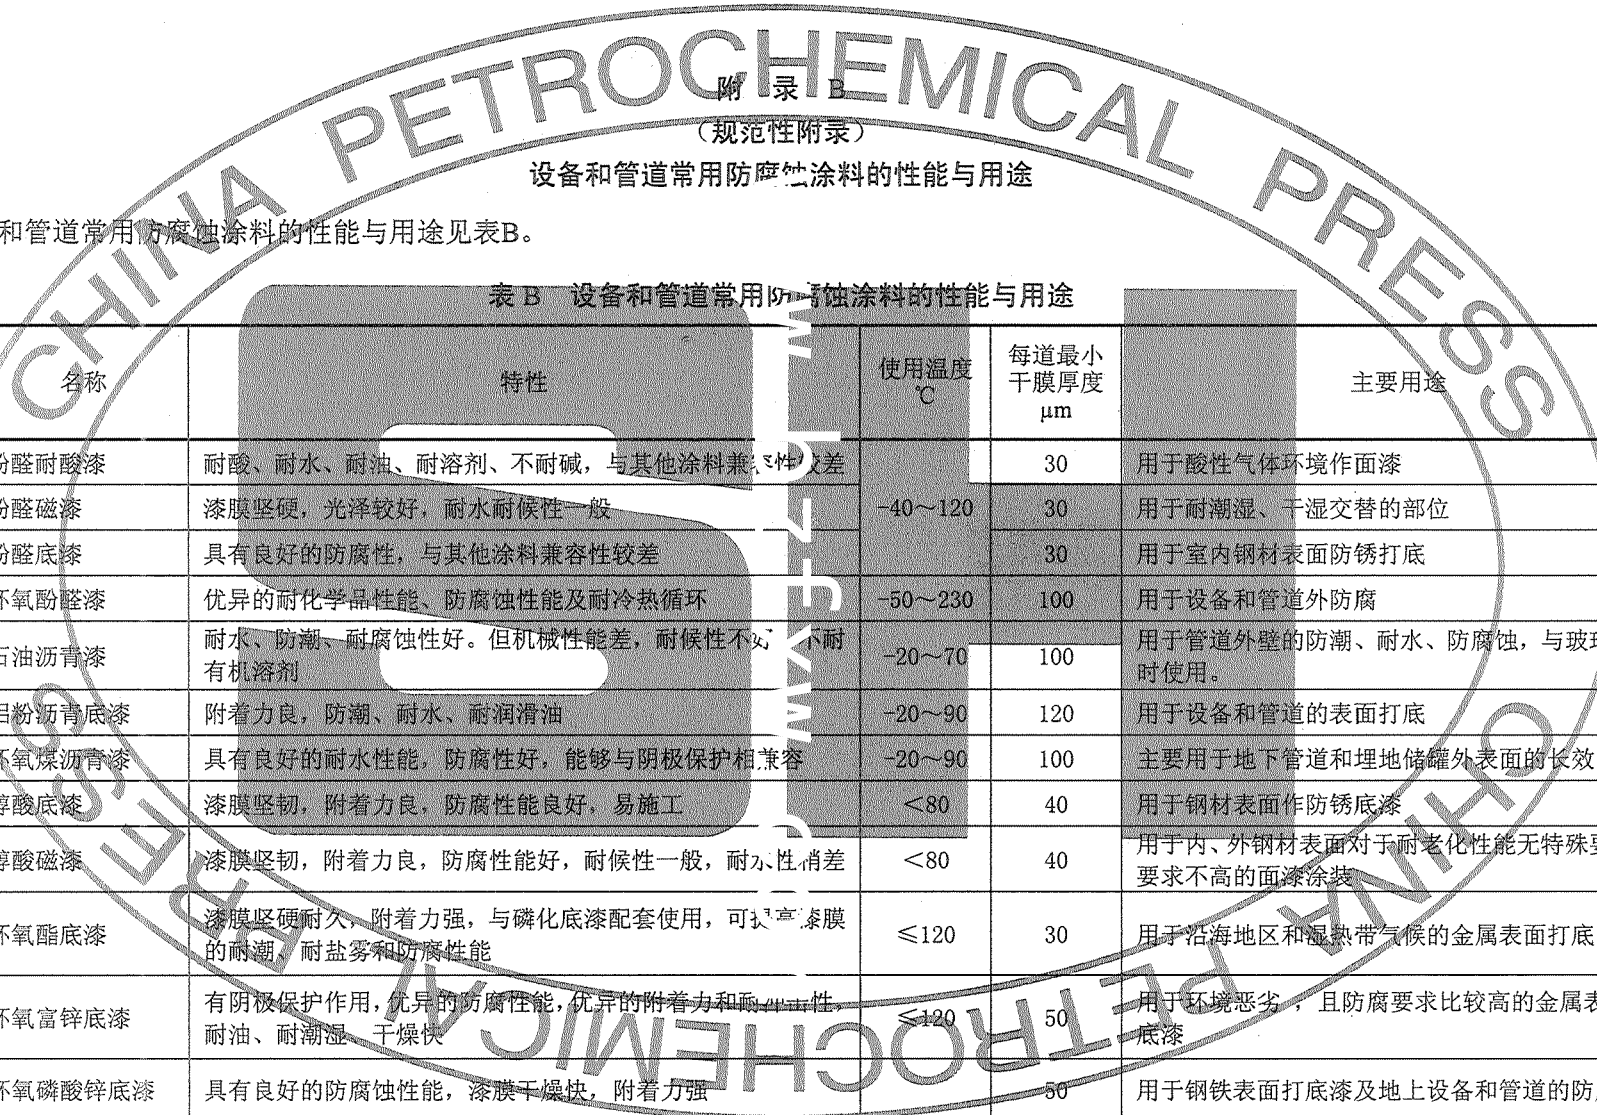 CHINA PETROCHEMICAL PRESS
附 录 B
（规范性附录）
设备和管道常用防腐蚀涂料的性能与用途
和管道常用防腐蚀涂料的性能与用途见表B。
表 B 设备和管道常用防腐蚀涂料的性能与用途
名称 特性 使用温度 ℃ 每道最小干膜厚度 μm 主要用途
酚醛耐酸漆 耐酸、耐水、耐油、耐溶剂、不耐碱，与其他涂料兼容性较差 30 用于酸性气体环境作面漆
酚醛磁漆 漆膜坚硬，光泽较好，耐水耐候性一般 -40～120 30 用于耐潮湿、干湿交替的部位
酚醛底漆 具有良好的防腐性，与其他涂料兼容性较差 30 用于室内钢材表面防锈打底
环氧酚醛漆 优异的耐化学品性能、防腐蚀性能及耐冷热循环 -50～230 100 用于设备和管道外防腐
石油沥青漆 耐水、防潮、耐腐蚀性好。但机械性能差，耐候性不好 不耐 -20～70 100 用于管道外壁的防潮、耐水、防腐蚀，与玻
有机溶剂 时使用。
铝粉沥青底漆 附着力良，防潮、耐水、耐润滑油 -20～90 120 用于设备和管道的表面打底
环氧煤沥青漆 具有良好的耐水性能，防腐性好，能够与阴极保护相兼容 -20～90 100 主要用于地下管道和埋地储罐外表面的长效
醇酸底漆 漆膜坚韧，附着力良，防腐性能良好，易施工 <80 40 用于钢材表面作防锈底漆
醇酸磁漆 漆膜坚韧，附着力良，防腐性能好，耐候性一般，耐水性稍差 <80 40 用于内、外钢材表面对于耐老化性能无特殊要
要求不高的面漆涂装
环氧酯底漆 漆膜坚硬耐久，附着力强，与磷化底漆配套使用，可提高漆膜 ≤120 30 用于沿海地区和湿热带气候的金属表面打底
的耐潮、耐盐雾和防腐性能
环氧富锌底漆 有阴极保护作用，优异的防腐性能，优异的附着力和耐冲击性， ≤120 50 用于环境恶劣，且防腐要求比较高的金属表
耐油、耐潮湿、干燥快 底漆
环氧磷酸锌底漆 具有良好的防腐蚀性能，漆膜干燥快，附着力强 50 用于钢铁表面打底漆及地上设备和管道的防
CHINA PETROCHEMICAL PRESS